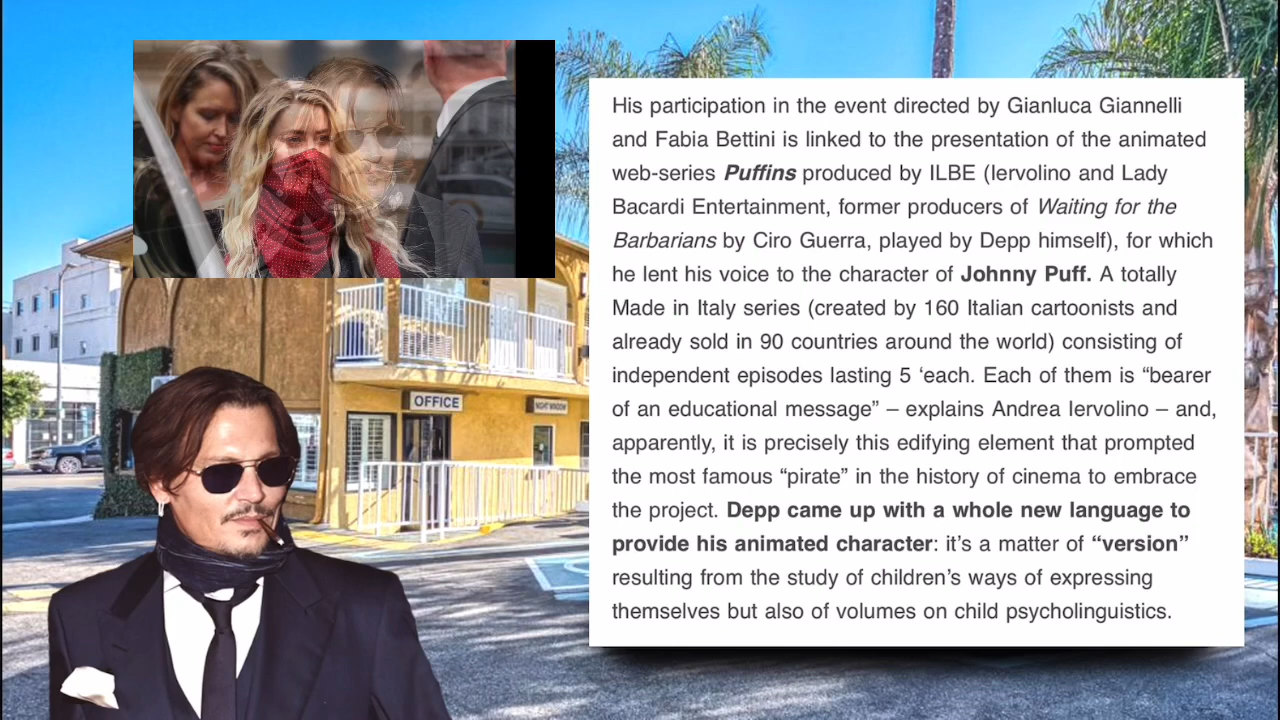 His participation in the event directed by Gianluca Giannelli
and Fabia Bettini is linked to the presentation of the animated
web-series Puffins produced by ILBE (Iervolino and Lady
Bacardi Entertainment, former producers of Waiting for the
Barbarians by Ciro Guerra, played by Depp himself), for which
he lent his voice to the character of Johnny Puff. A totally
Made in Italy series (created by 160 Italian cartoonists and
already sold in 90 countries around the world) consisting of
independent episodes lasting 5 ‘each. Each of them is “bearer
of an educational message” – explains Andrea Iervolino – and,
apparently, it is precisely this edifying element that prompted
the most famous “pirate” in the history of cinema to embrace
the project. Depp came up with a whole new language to
provide his animated character: it’s a matter of “version”
resulting from the study of children’s ways of expressing
themselves but also of volumes on child psycholinguistics.
OFFICE
NIGHT WINDOW